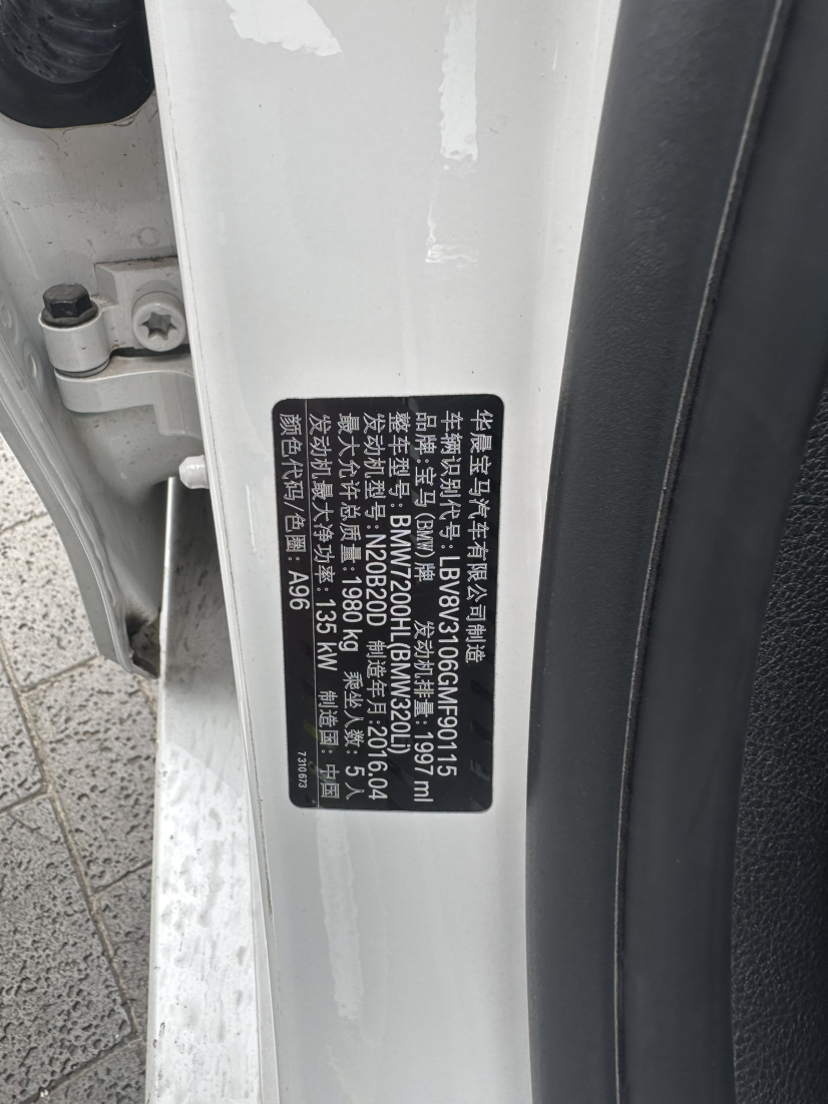 华晨宝马汽车有限公司制造
车辆识别代号:LBV8V3106GMF90115
品牌:宝马(BMW)牌 发动机排量:1997 ml
整车型号:BMW7200HL(BMW320Li)
发动机型号:N20B20D 制造年月:2016.04
最大允许总质量:1980 kg 乘坐人数:5人
发动机最大净功率:135 kW 制造国:中国
颜色代码/色圈:A96
7 310 673